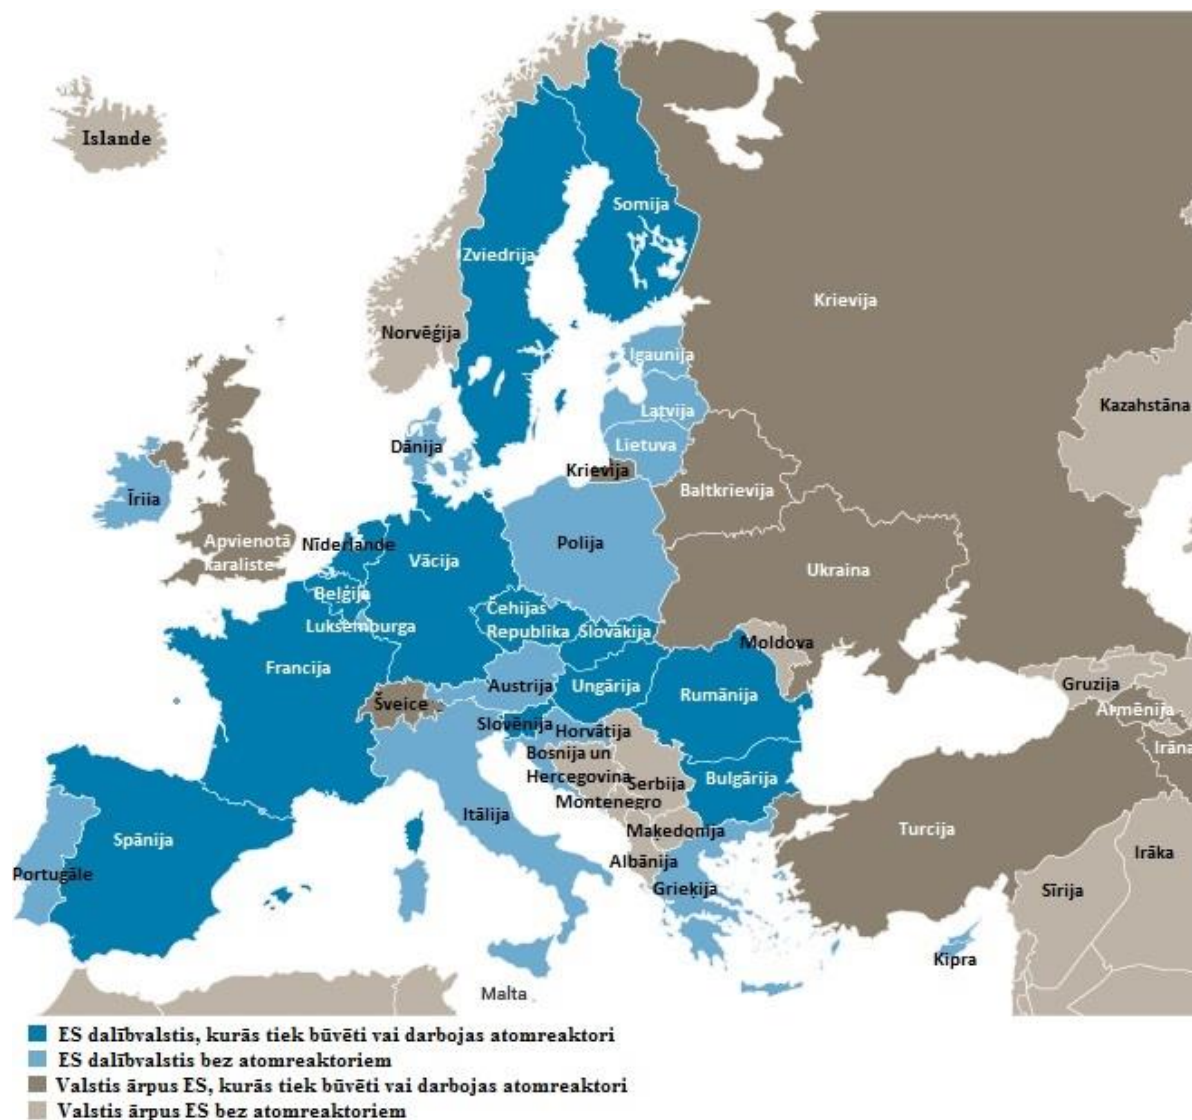 Islande
Somija
Zviedrija
Krievija
Norvēģija
Igaunija
Kazahstāna
Latvija
Dānija
Lietuva
Krievija
Baltkrievija
Īrija
Apvienotā
karaliste
Nīderlande
Polija
Vācija
Ukraina
Beļģija
Čehijas
Republika
Luksemburga
Slovākija
Moldova
Francija
Austrija
Ungārija
Rumānija
Gruzija
Šveice
Armēnija
Slovēnija
Horvātija
Irāna
Bosnija un
Hercegovina
Serbija
Bulgārija
Montenegro
Itālija
Spānija
Maķedonija
Turcija
Albānija
Irāka
Portugāle
Grieķija
Sīrija
Kipra
Malta
ES dalībvalstis, kurās tiek būvēti vai darbojas atomreaktori
ES dalībvalstis bez atomreaktoriem
Valstis ārpus ES, kurās tiek būvēti vai darbojas atomreaktori
Valstis ārpus ES bez atomreaktoriem